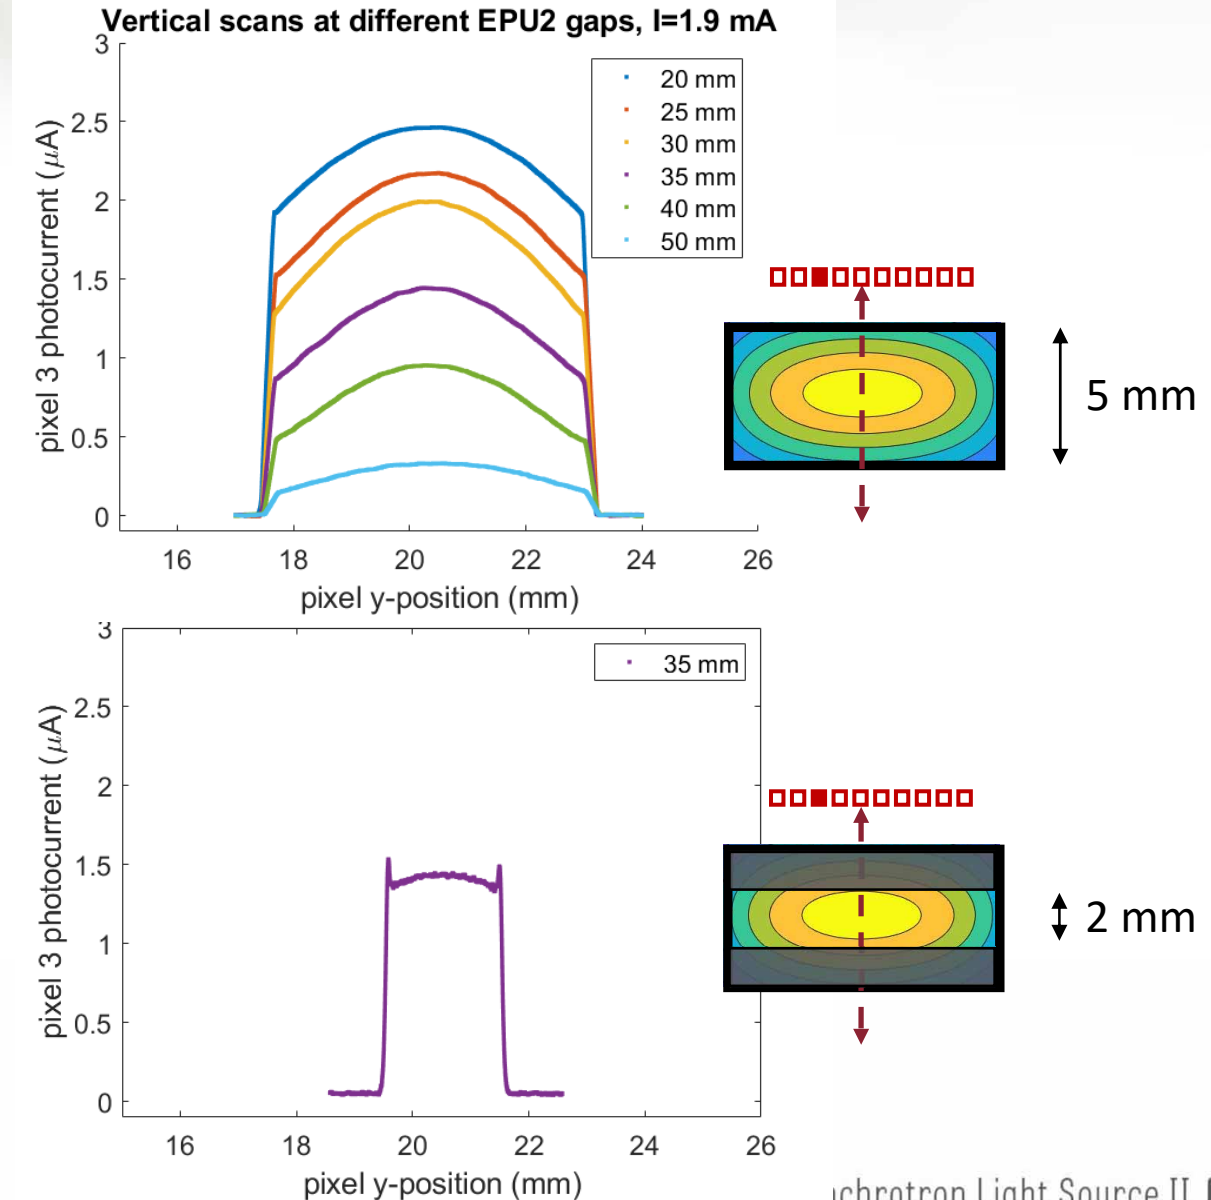 Vertical scans at different EPU2 gaps, I=1.9 mA
3
2.5
2
1.5
1
0.5
0
pixel 3 photocurrent (μA)
20 mm
25 mm
30 mm
35 mm
40 mm
50 mm
16 18 20 22 24 26
pixel y-position (mm)
5 mm
3
2.5
2
1.5
1
0.5
0
pixel 3 photocurrent (μA)
35 mm
16 18 20 22 24 26
pixel y-position (mm)
2 mm
Light Source II